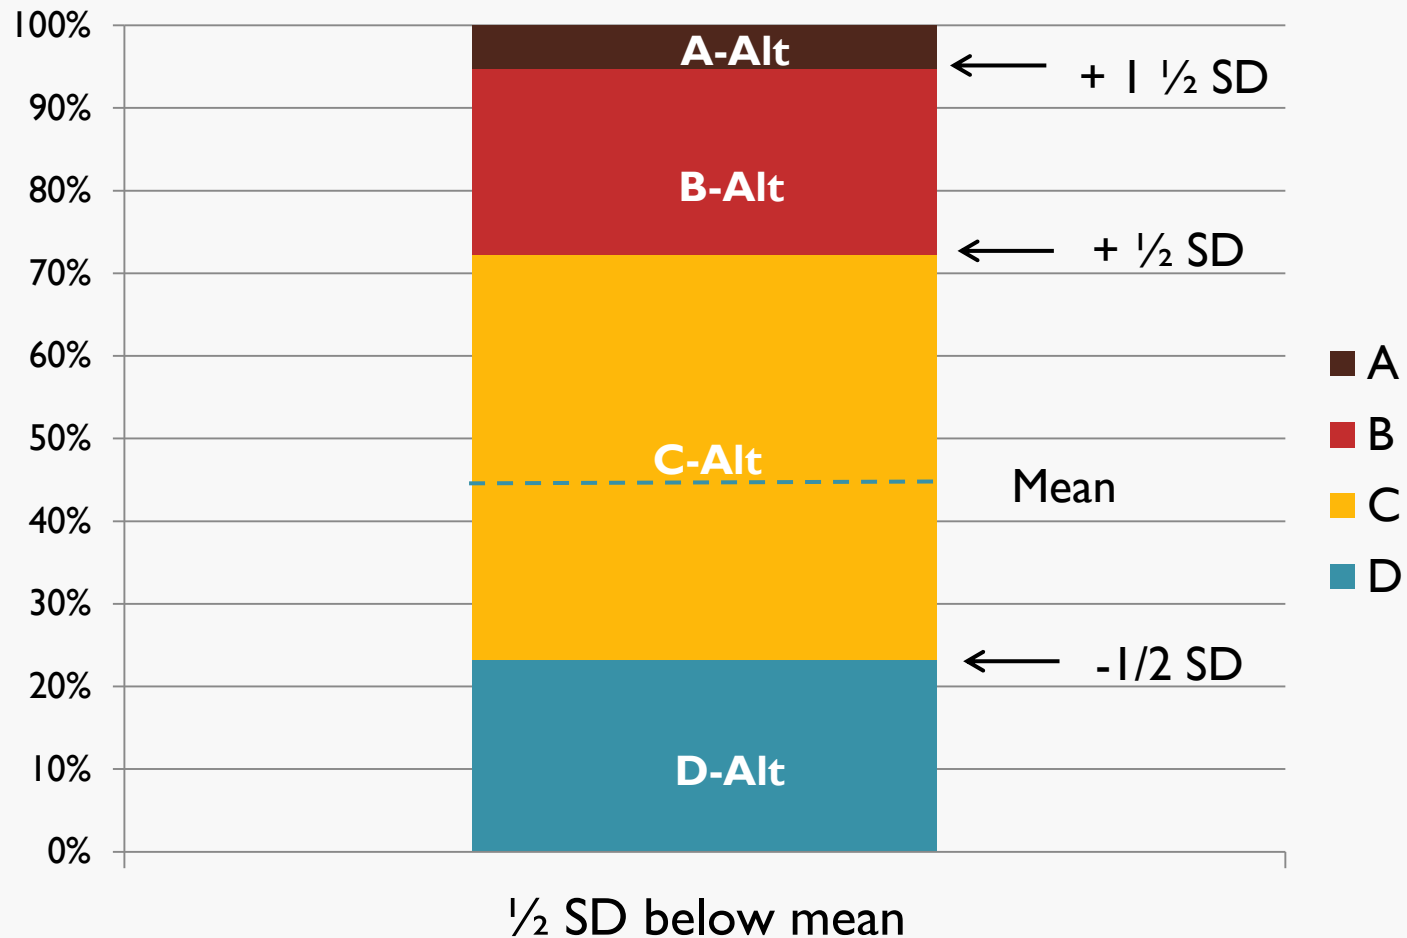 100%
90%
80%
70%
60%
50%
40%
30%
20%
10%
0%
A-Alt
B-Alt
C-Alt
D-Alt
+ 1 ½ SD
+ ½ SD
Mean
-1/2 SD
A
B
C
D
½ SD below mean